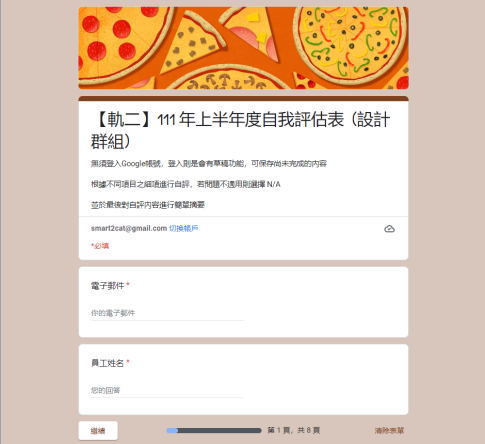 【軌二】111 年上半年度自我評估表（設計
群組）
無須登入Google帳號，登入則是會有草稿功能，可保存尚未完成的內容
根據不同項目之細項進行自評，若問題不適用則選擇 N/A
並於最後對自評內容進行簡單摘要
smart2cat@gmail.com 切換帳戶
*必填
電子郵件 *
你的電子郵件
員工姓名 *
您的回答
繼續 第 1 頁，共 8 頁 清除表單